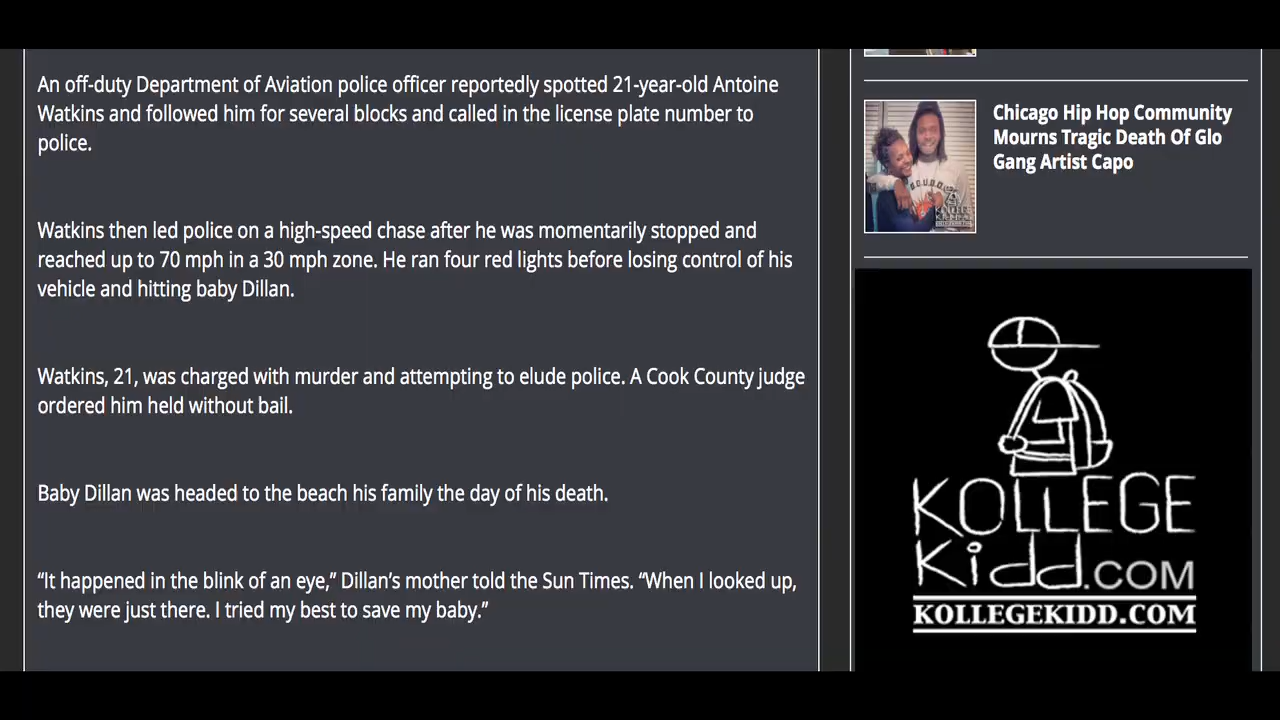 An off-duty Department of Aviation police officer reportedly spotted 21-year-old Antoine
Watkins and followed him for several blocks and called in the license plate number to
police.
Watkins then led police on a high-speed chase after he was momentarily stopped and
reached up to 70 mph in a 30 mph zone. He ran four red lights before losing control of his
vehicle and hitting baby Dillan.
Watkins, 21, was charged with murder and attempting to elude police. A Cook County judge
ordered him held without bail.
Baby Dillan was headed to the beach his family the day of his death.
“It happened in the blink of an eye,” Dillan’s mother told the Sun Times. “When I looked up,
they were just there. I tried my best to save my baby.”
Chicago Hip Hop Community
Mourns Tragic Death Of Glo
Gang Artist Capo
KOLLEGE
Kidd.COM
KOLLEGEKIDD.COM